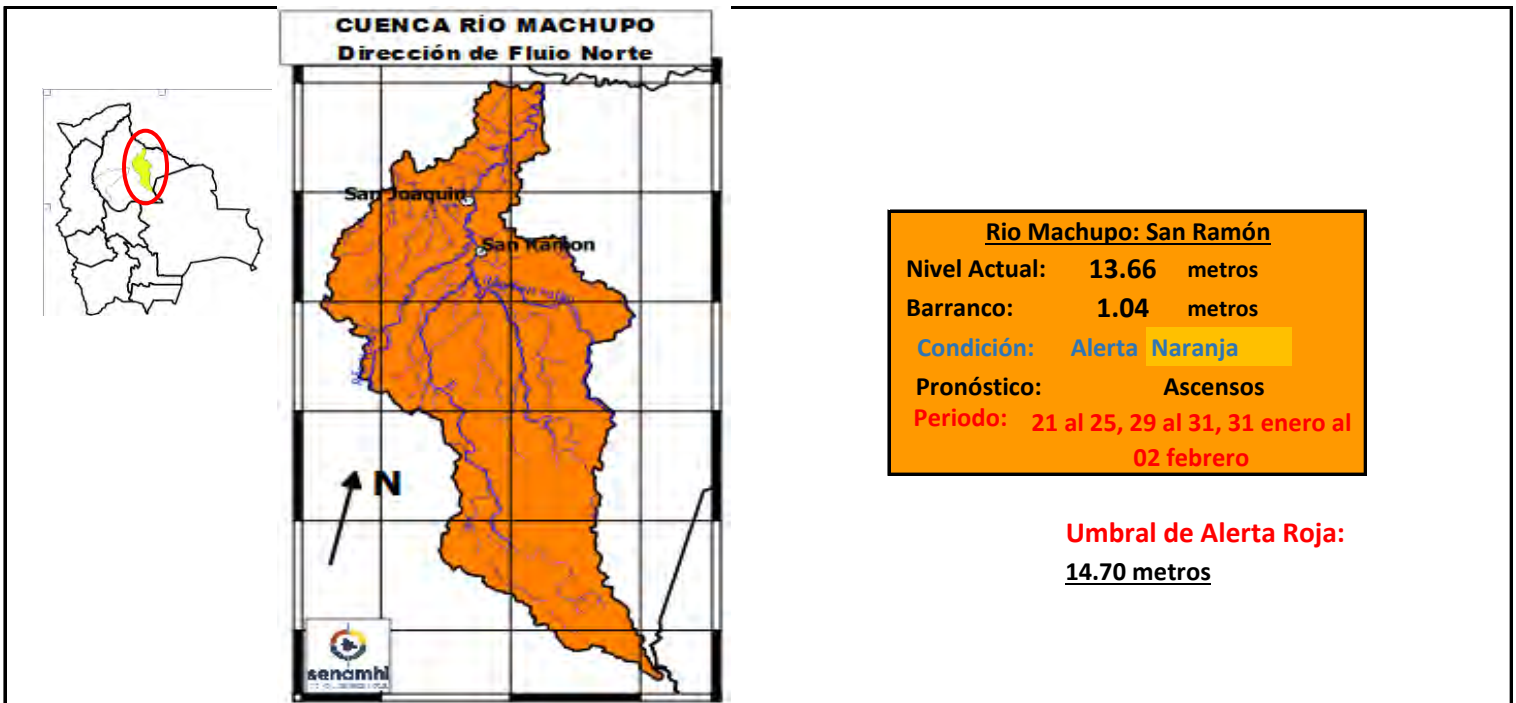 CUENCA RÍO MACHUPO
Dirección de Flujo Norte
San Joaquin
San Ramon
N
senamhi
Rio Machupo: San Ramón
Nivel Actual: 13.66 metros
Barranco: 1.04 metros
Condición: Alerta Naranja
Pronóstico: Ascensos
Periodo: 21 al 25, 29 al 31, 31 enero al
02 febrero
Umbral de Alerta Roja:
14.70 metros